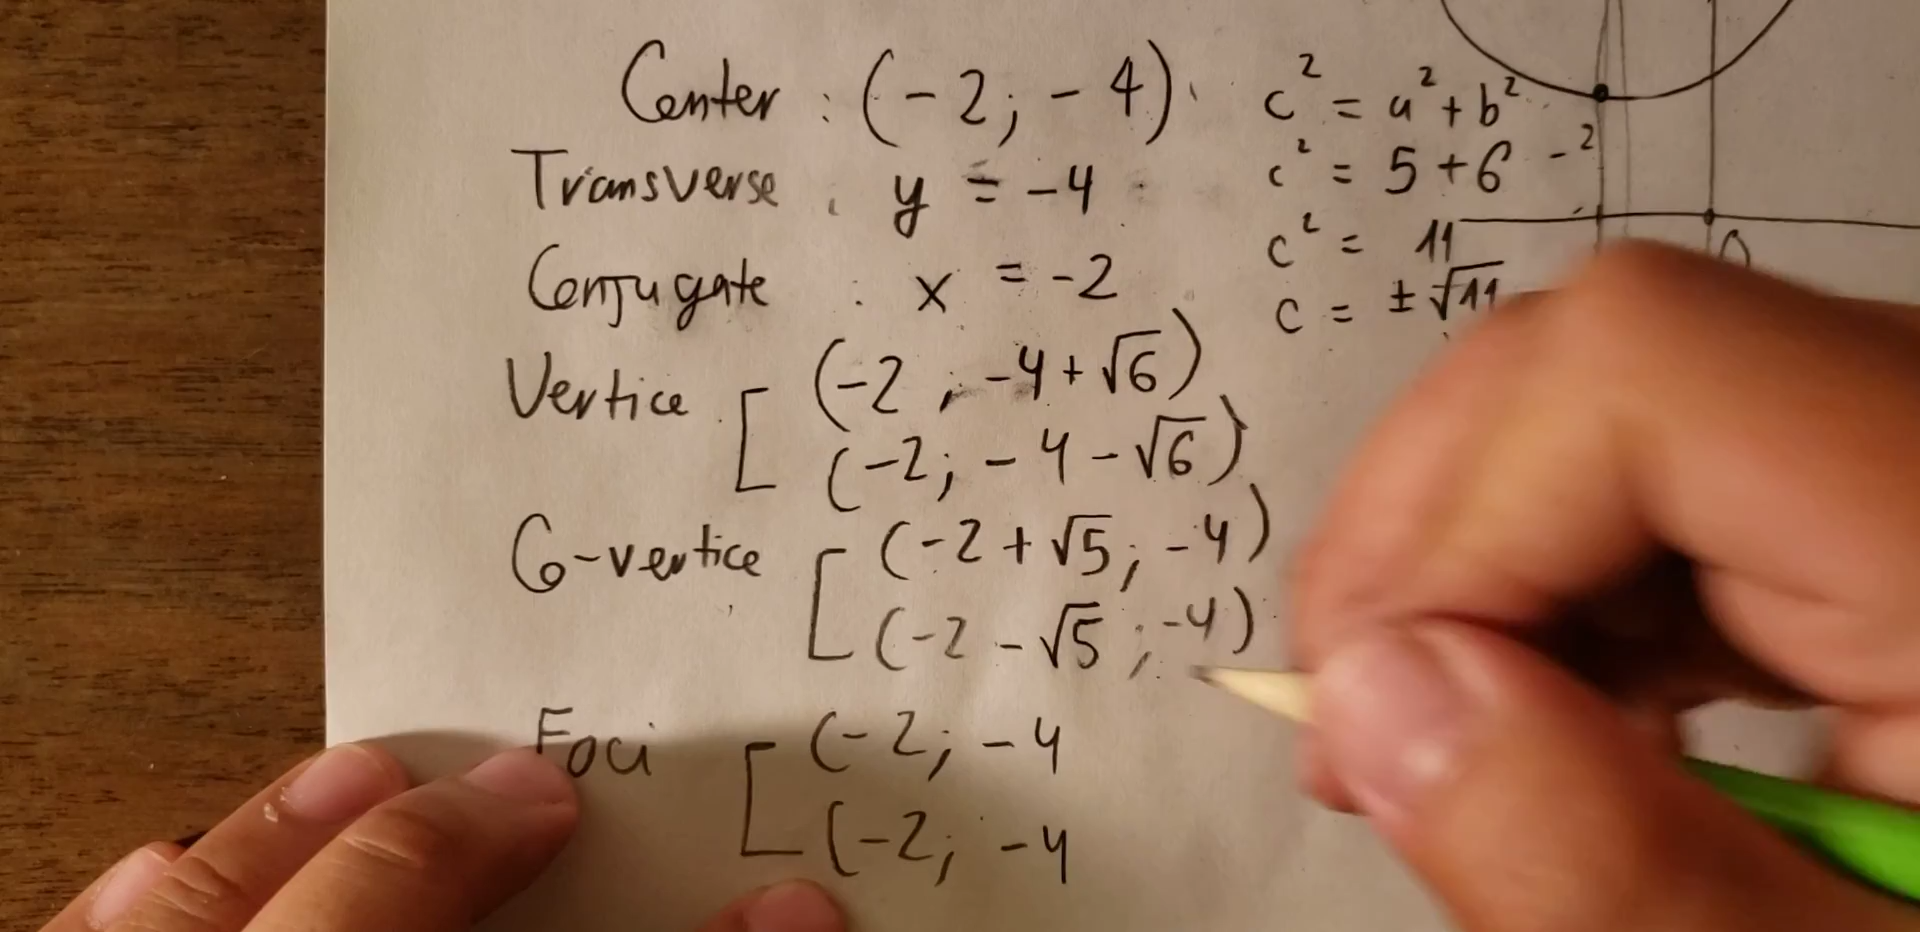 Center : (-2; -4)
Transverse : y = -4
Conjugate : x = -2
Vertice [ (-2; -4+√6)
(-2; -4-√6)
Co-vertice [ (-2+√5; -4)
(-2-√5; -4)
Foci [ (-2; -4
(-2; -4
c² = a² + b²
c² = 5 + 6
c² = 11
c = ±√11
-2